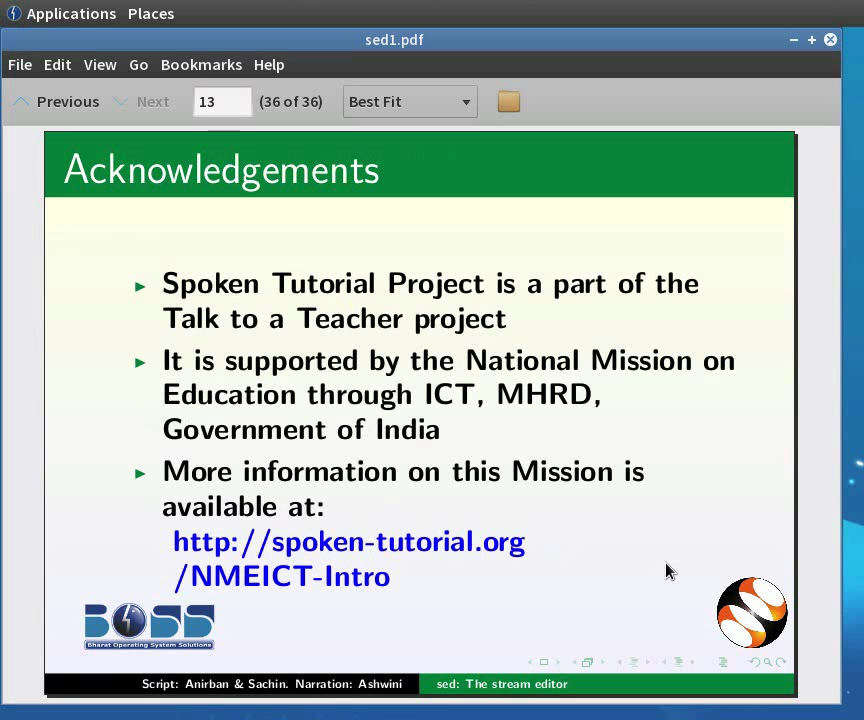 Applications Places
sed1.pdf
File Edit View Go Bookmarks Help
Previous Next 13 (36 of 36) Best Fit
Acknowledgements
Spoken Tutorial Project is a part of the
Talk to a Teacher project
It is supported by the National Mission on
Education through ICT, MHRD,
Government of India
More information on this Mission is
available at:
http://spoken-tutorial.org
/NMEICT-Intro
BOSS
Bharat Operating System Solutions
Script: Anirban & Sachin. Narration: Ashwini sed: The stream editor